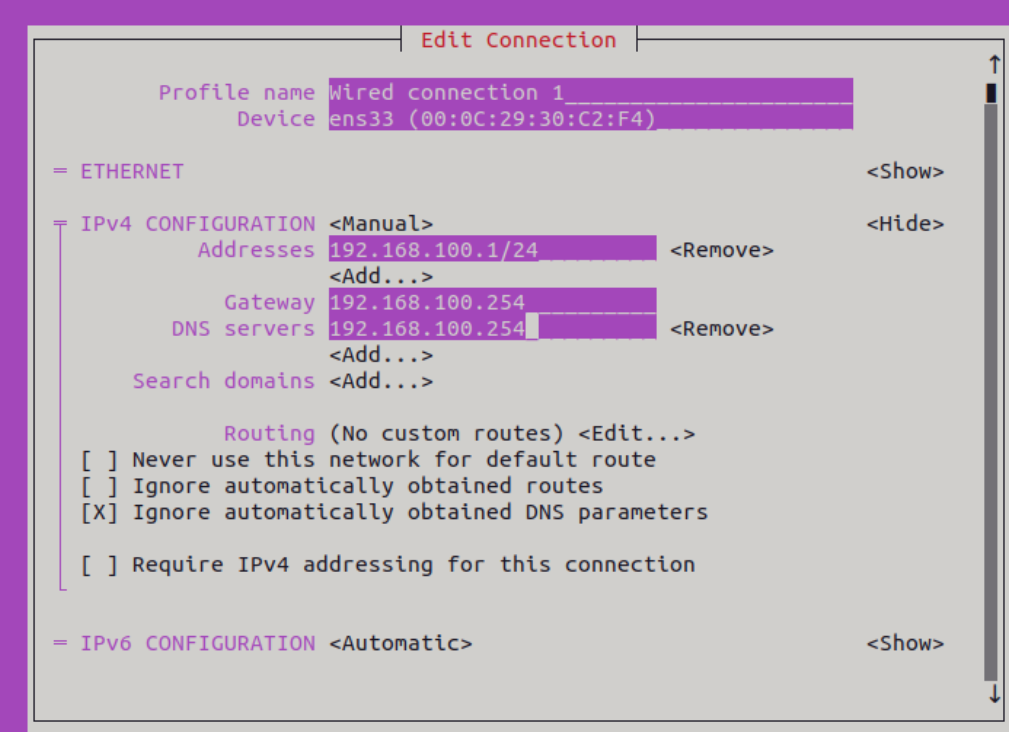 Edit Connection
Profile name Wired connection 1
Device ens33 (00:0C:29:30:C2:F4)
= ETHERNET <Show>
IPv4 CONFIGURATION <Manual> <Hide>
Addresses 192.168.100.1/24 <Remove>
<Add...>
Gateway 192.168.100.254
DNS servers 192.168.100.254 <Remove>
<Add...>
Search domains <Add...>
Routing (No custom routes) <Edit...>
[ ] Never use this network for default route
[ ] Ignore automatically obtained routes
[X] Ignore automatically obtained DNS parameters
[ ] Require IPv4 addressing for this connection
= IPv6 CONFIGURATION <Automatic> <Show>